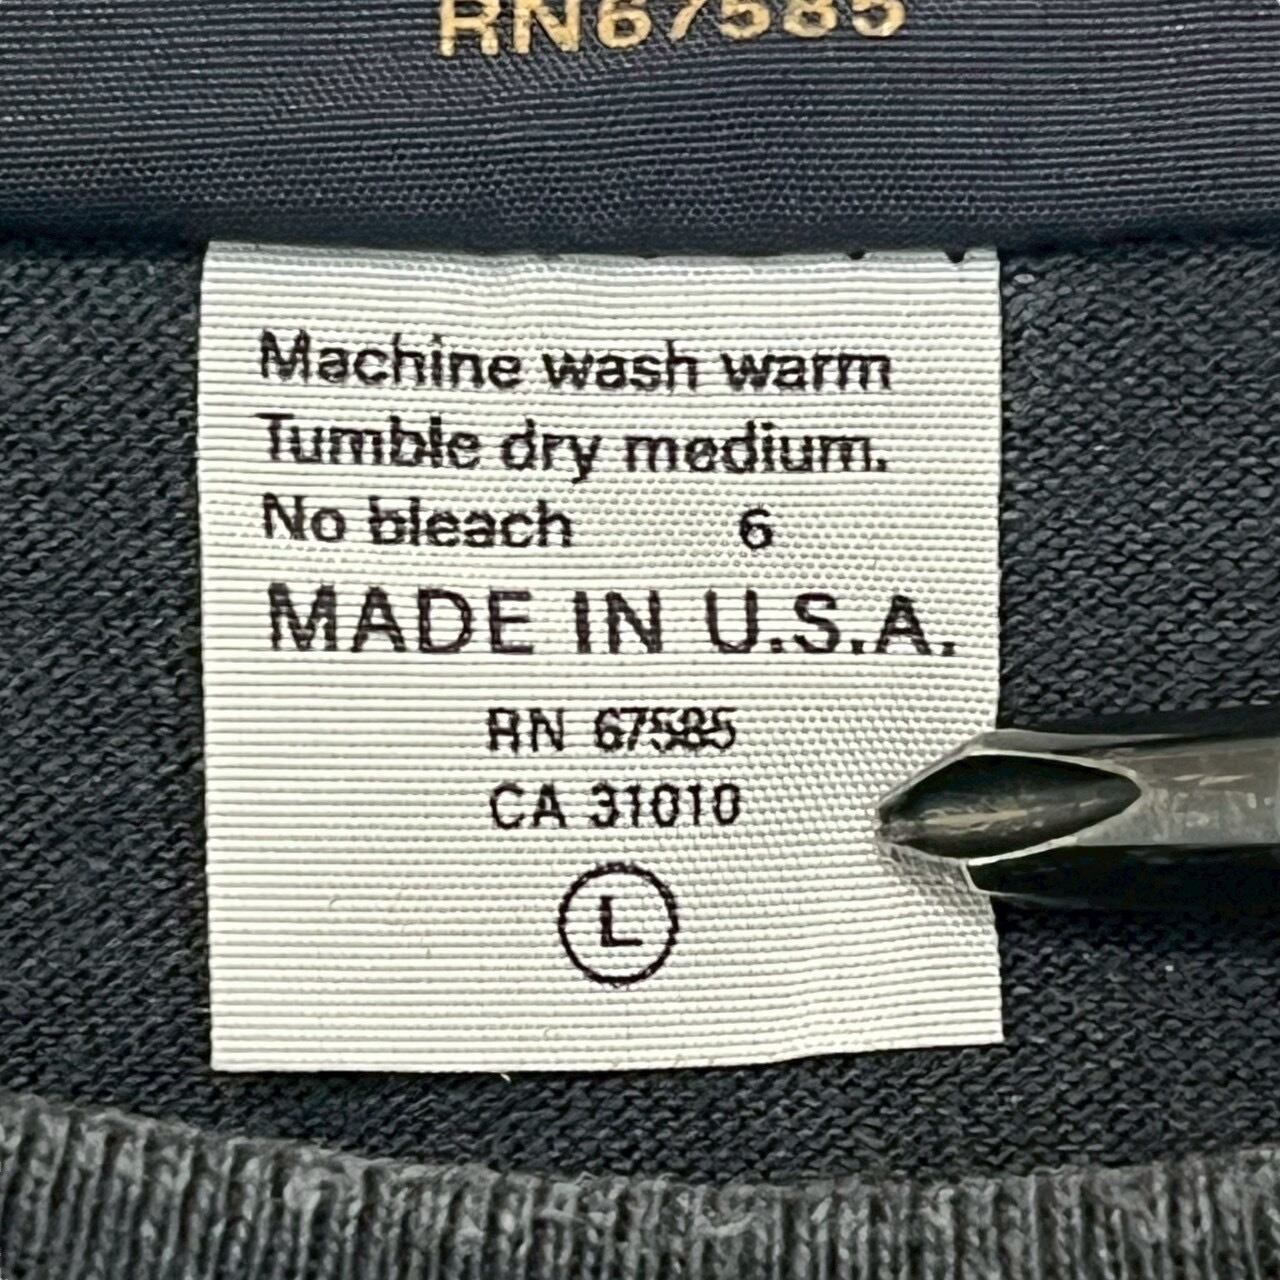 RN67585
Machine wash warm
Tumble dry medium.
No bleach 6
MADE IN U.S.A.
RN 67585
CA 31010
L